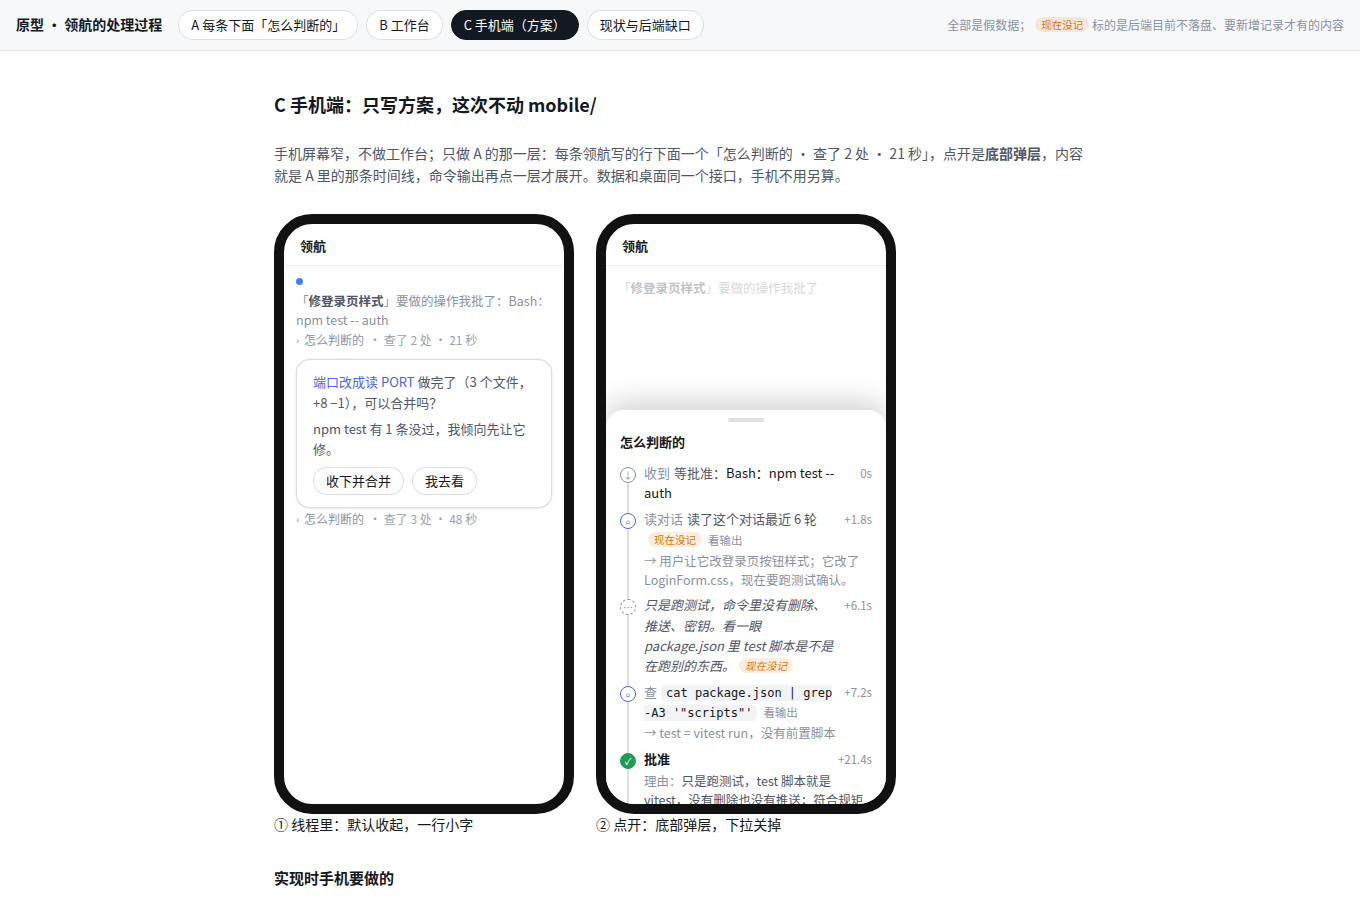 原型 · 领航的处理过程
A 每条下面「怎么判断的」
B 工作台
C 手机端（方案）
现状与后端缺口
全部是假数据； 现在没记 标的是后端目前不落盘、要新增记录才有的内容
C 手机端：只写方案，这次不动 mobile/
手机屏幕窄，不做工作台；只做 A 的那一层：每条领航写的行下面一个「怎么判断的 · 查了 2 处 · 21 秒」，点开是底部弹层，内容
就是 A 里的那条时间线，命令输出再点一层才展开。数据和桌面同一个接口，手机不用另算。
领航
「修登录页样式」要做的操作我批了：Bash：
npm test -- auth
› 怎么判断的 · 查了 2 处 · 21 秒
端口改成读 PORT 做完了（3 个文件，
+8 −1），可以合并吗？
npm test 有 1 条没过，我倾向先让它
修。
收下并合并
我去看
› 怎么判断的 · 查了 3 处 · 48 秒
① 线程里：默认收起，一行小字
领航
「修登录页样式」要做的操作我批了
怎么判断的
收到 等批准：Bash：npm test -- 0s
auth
读对话 读了这个对话最近 6 轮 +1.8s
现在没记 看输出
→ 用户让它改登录页按钮样式；它改了
LoginForm.css，现在要跑测试确认。
只是跑测试，命令里没有删除、 +6.1s
推送、密钥。看一眼
package.json 里 test 脚本是不是
在跑别的东西。 现在没记
查 cat package.json | grep +7.2s
-A3 '"scripts"' 看输出
→ test = vitest run，没有前置脚本
批准 +21.4s
理由：只是跑测试，test 脚本就是
vitest，没有删除也没有推送；符合规矩
② 点开：底部弹层，下拉关掉
实现时手机要做的